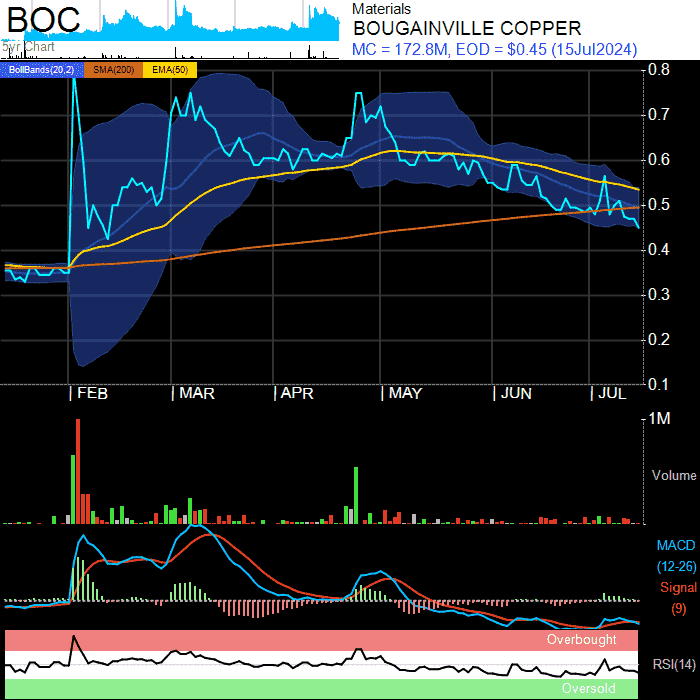 BOC
5yr Chart
Materials
BOUGAINVILLE COPPER
MC = 172.8M, EOD = $0.45 (15Jul2024)
BollBands(20,2) SMA(200) EMA(50)
0.8
0.7
0.6
0.5
0.4
0.3
0.2
0.1
FEB MAR APR MAY JUN JUL
1M
Volume
MACD
(12-26)
Signal
(9)
Overbought
RSI(14)
Oversold